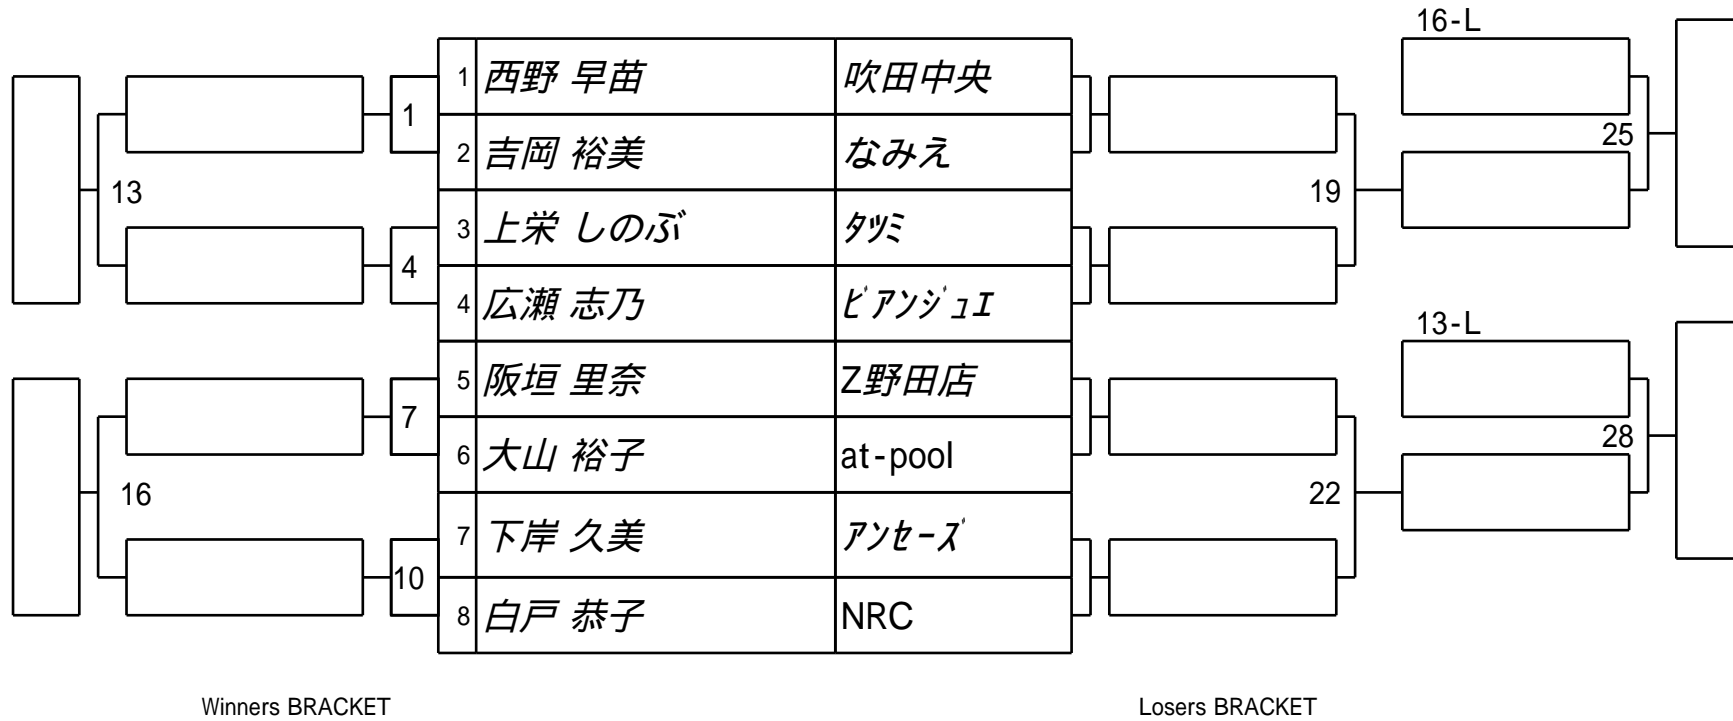 16-L
1 西野 早苗 吹田中央
1
2 吉岡 裕美 なみえ
25
13
19
3 上栄 しのぶ ﾀﾂミ
4
4 広瀬 志乃 ﾋﾞｱﾝｼﾞｭｴ
13-L
5 阪垣 里奈 Z野田店
7
28
6 大山 裕子 at-pool
16
22
7 下岸 久美 ｱﾝｾｰｽﾞ
10
8 白戸 恭子 NRC
Winners BRACKET
Losers BRACKET